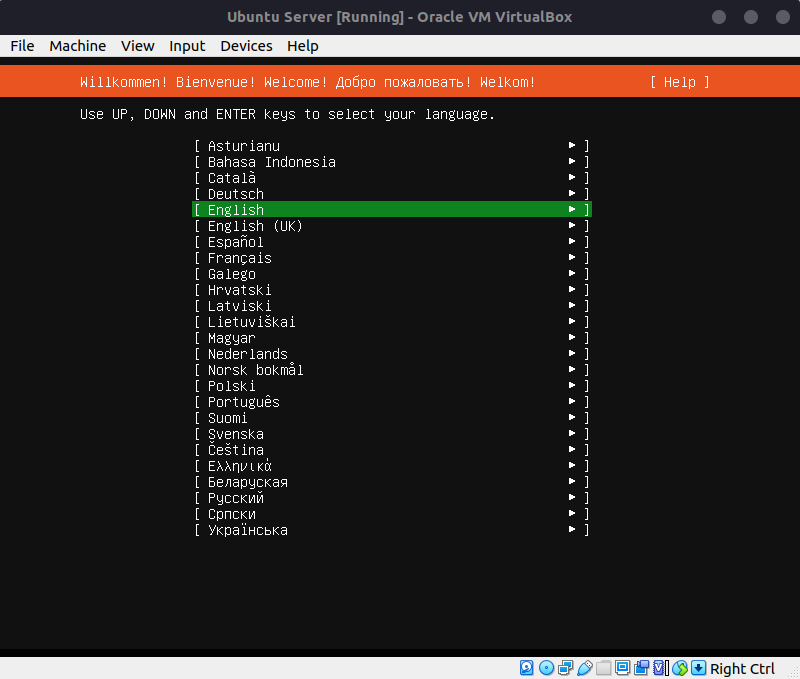 Ubuntu Server [Running] - Oracle VM VirtualBox
File Machine View Input Devices Help
Willkommen! Bienvenue! Welcome! Добро пожаловать! Welkom! [ Help ]
Use UP, DOWN and ENTER keys to select your language.
[ Asturianu ▸ ]
[ Bahasa Indonesia ▸ ]
[ Català ▸ ]
[ Deutsch ▸ ]
[ English ▸ ]
[ English (UK) ▸ ]
[ Español ▸ ]
[ Français ▸ ]
[ Galego ▸ ]
[ Hrvatski ▸ ]
[ Latviski ▸ ]
[ Lietuviškai ▸ ]
[ Magyar ▸ ]
[ Nederlands ▸ ]
[ Norsk bokmål ▸ ]
[ Polski ▸ ]
[ Português ▸ ]
[ Suomi ▸ ]
[ Svenska ▸ ]
[ Čeština ▸ ]
[ Ελληνικά ▸ ]
[ Беларуская ▸ ]
[ Русский ▸ ]
[ Српски ▸ ]
[ Українська ▸ ]
Right Ctrl